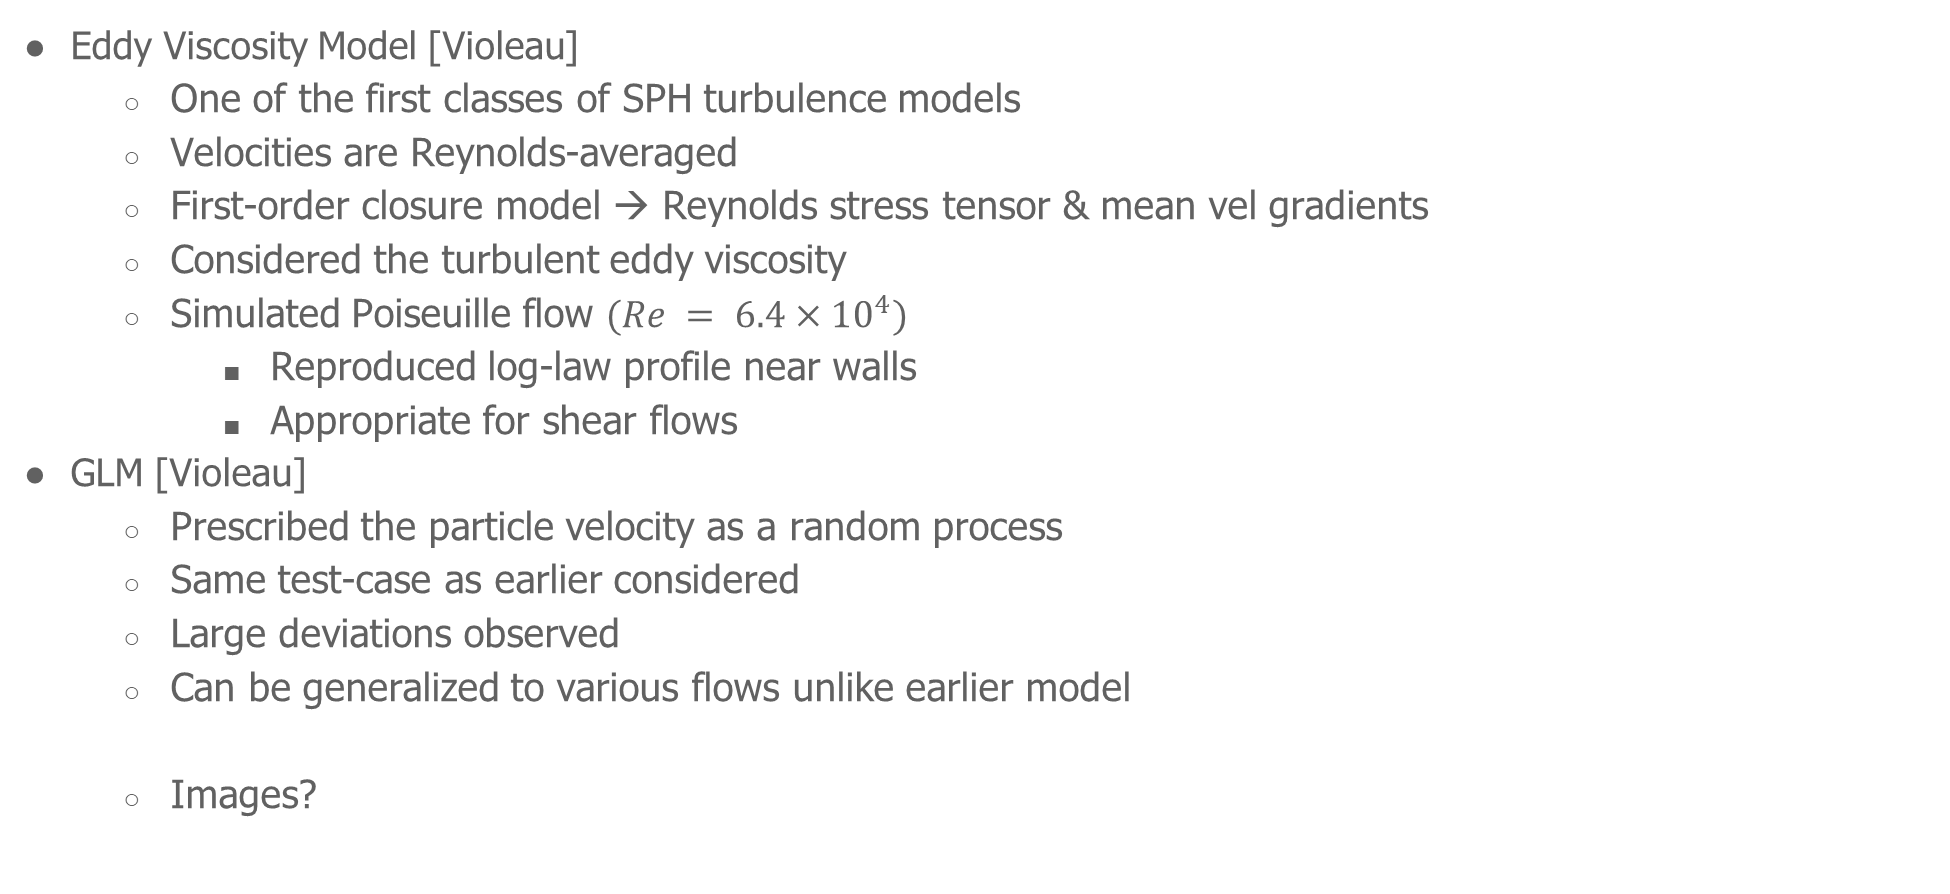 ● Eddy Viscosity Model [Violeau]
○ One of the first classes of SPH turbulence models
○ Velocities are Reynolds-averaged
○ First-order closure model → Reynolds stress tensor & mean vel gradients
○ Considered the turbulent eddy viscosity
○ Simulated Poiseuille flow (Re = 6.4 × 10⁴)
■ Reproduced log-law profile near walls
■ Appropriate for shear flows
● GLM [Violeau]
○ Prescribed the particle velocity as a random process
○ Same test-case as earlier considered
○ Large deviations observed
○ Can be generalized to various flows unlike earlier model
○ Images?